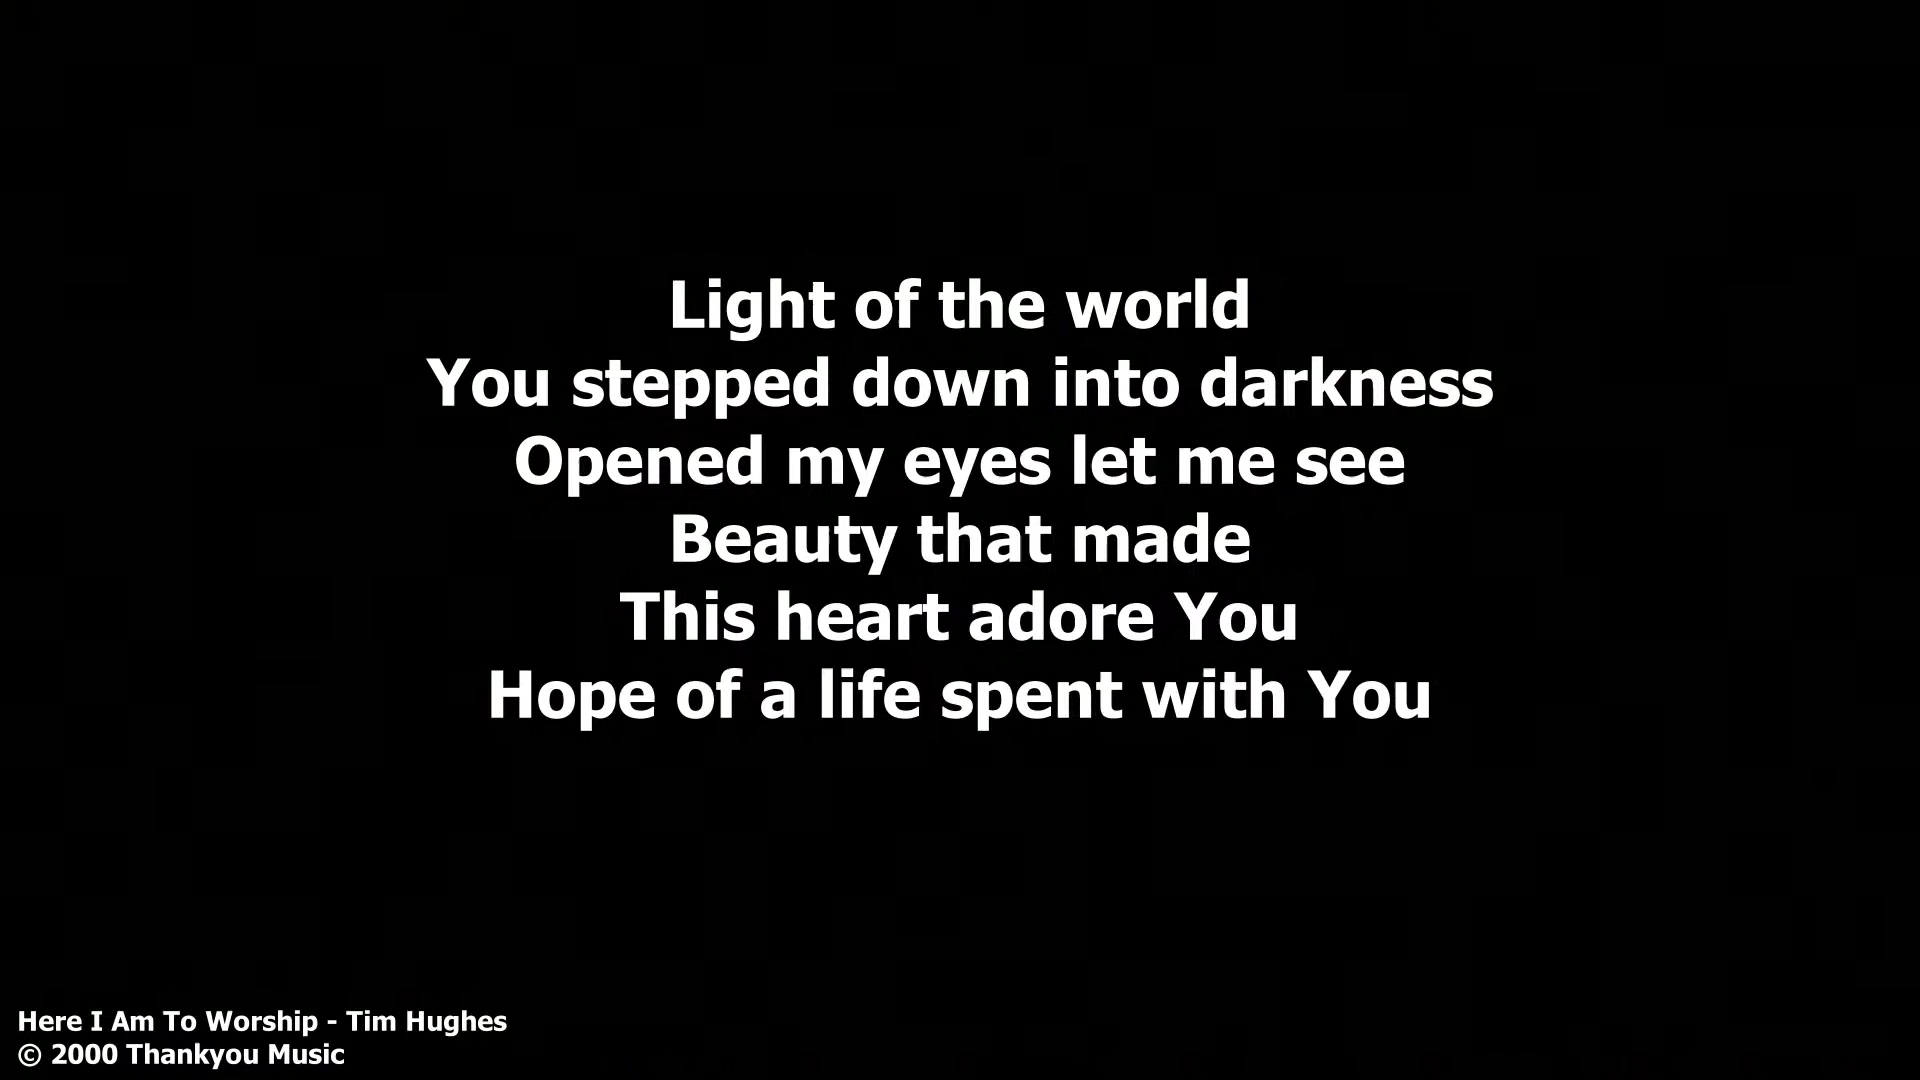 Light of the world
You stepped down into darkness
Opened my eyes let me see
Beauty that made
This heart adore You
Hope of a life spent with You
Here I Am To Worship - Tim Hughes
© 2000 Thankyou Music